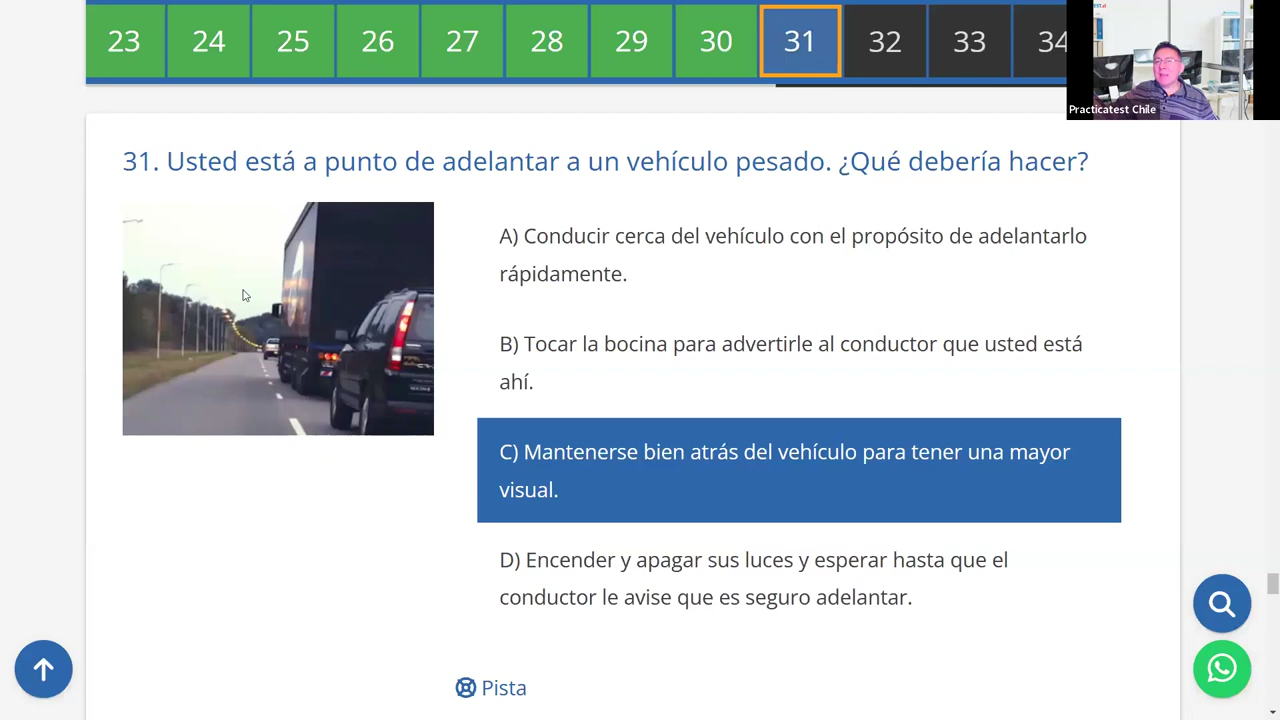 23 24 25 26 27 28 29 30 31 32 33 34
Practicatest Chile
31. Usted está a punto de adelantar a un vehículo pesado. ¿Qué debería hacer?
A) Conducir cerca del vehículo con el propósito de adelantarlo
rápidamente.
B) Tocar la bocina para advertirle al conductor que usted está
ahí.
C) Mantenerse bien atrás del vehículo para tener una mayor
visual.
D) Encender y apagar sus luces y esperar hasta que el
conductor le avise que es seguro adelantar.
Pista